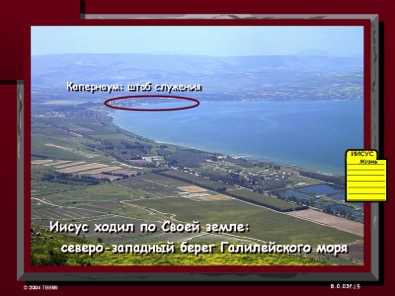 Капернаум: штаб служения
ИИСУС
Жизнь
Иисус ходил по Своей земле:
северо-западный берег Галилейского моря
© 2004 TBBMI